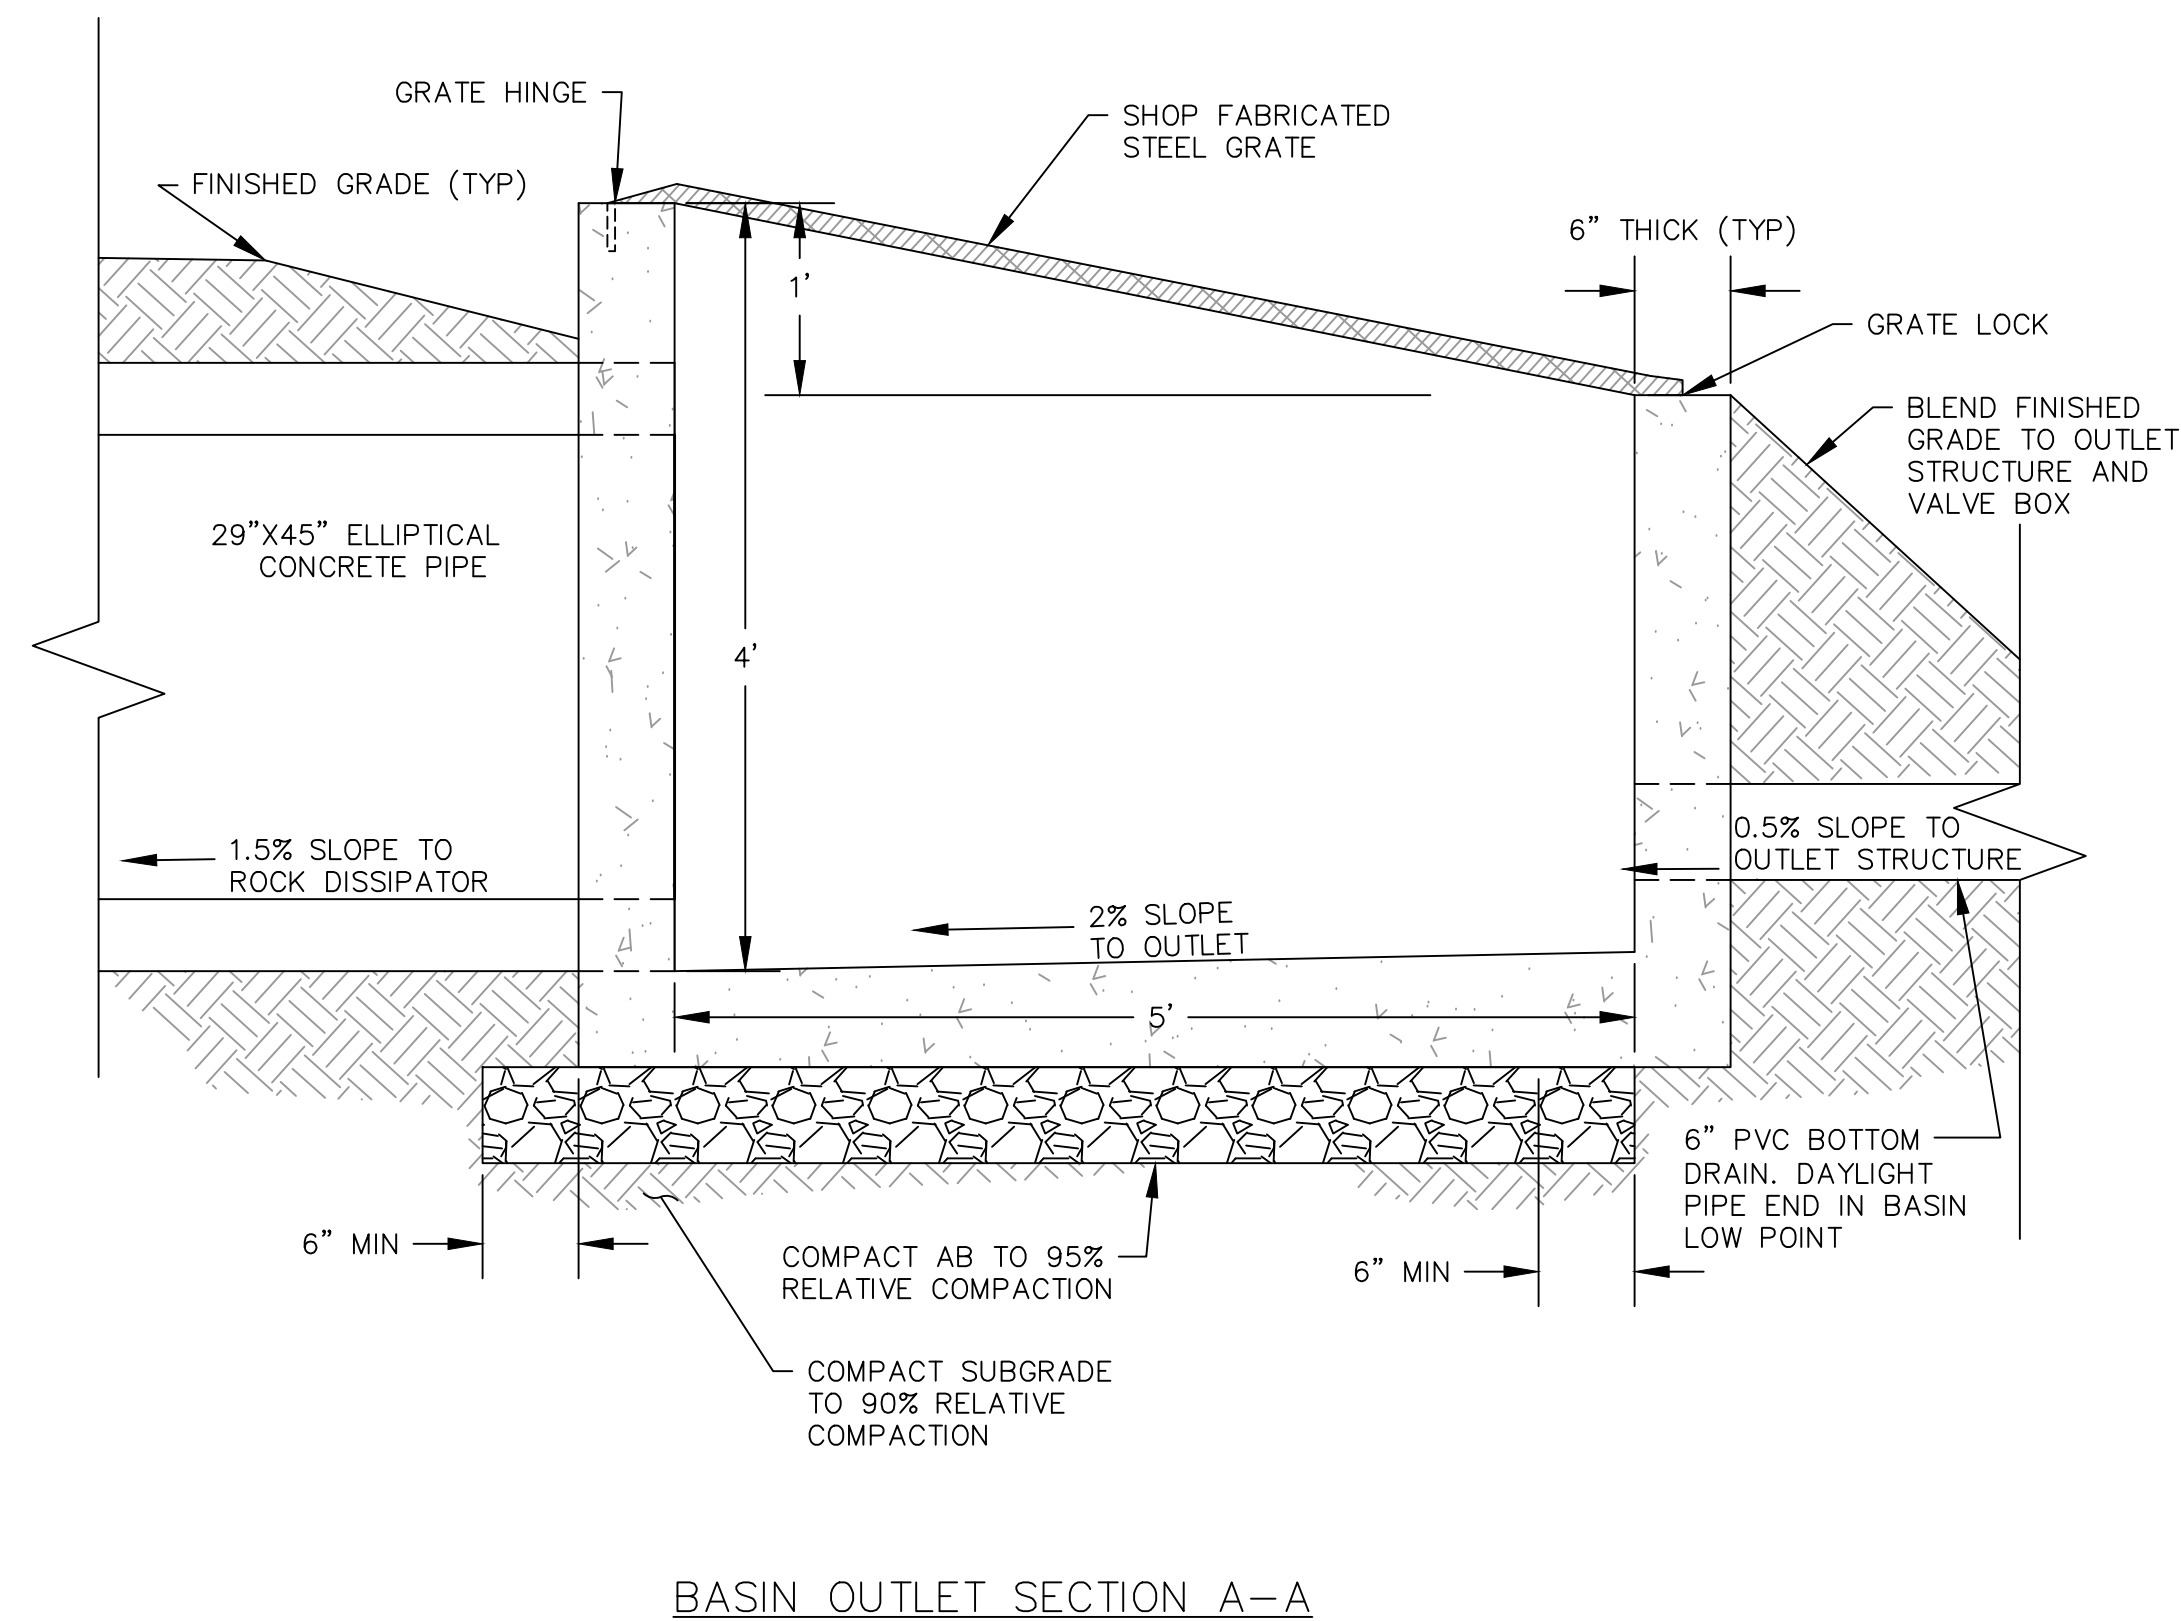 GRATE HINGE
SHOP FABRICATED
STEEL GRATE
FINISHED GRADE (TYP)
6" THICK (TYP)
1'
GRATE LOCK
BLEND FINISHED
GRADE TO OUTLET
STRUCTURE AND
VALVE BOX
29"X45" ELLIPTICAL
CONCRETE PIPE
4'
1.5% SLOPE TO
ROCK DISSIPATOR
0.5% SLOPE TO
OUTLET STRUCTURE
2% SLOPE
TO OUTLET
5'
6" PVC BOTTOM
DRAIN. DAYLIGHT
PIPE END IN BASIN
LOW POINT
6" MIN
COMPACT AB TO 95%
RELATIVE COMPACTION
6" MIN
COMPACT SUBGRADE
TO 90% RELATIVE
COMPACTION
BASIN OUTLET SECTION A-A